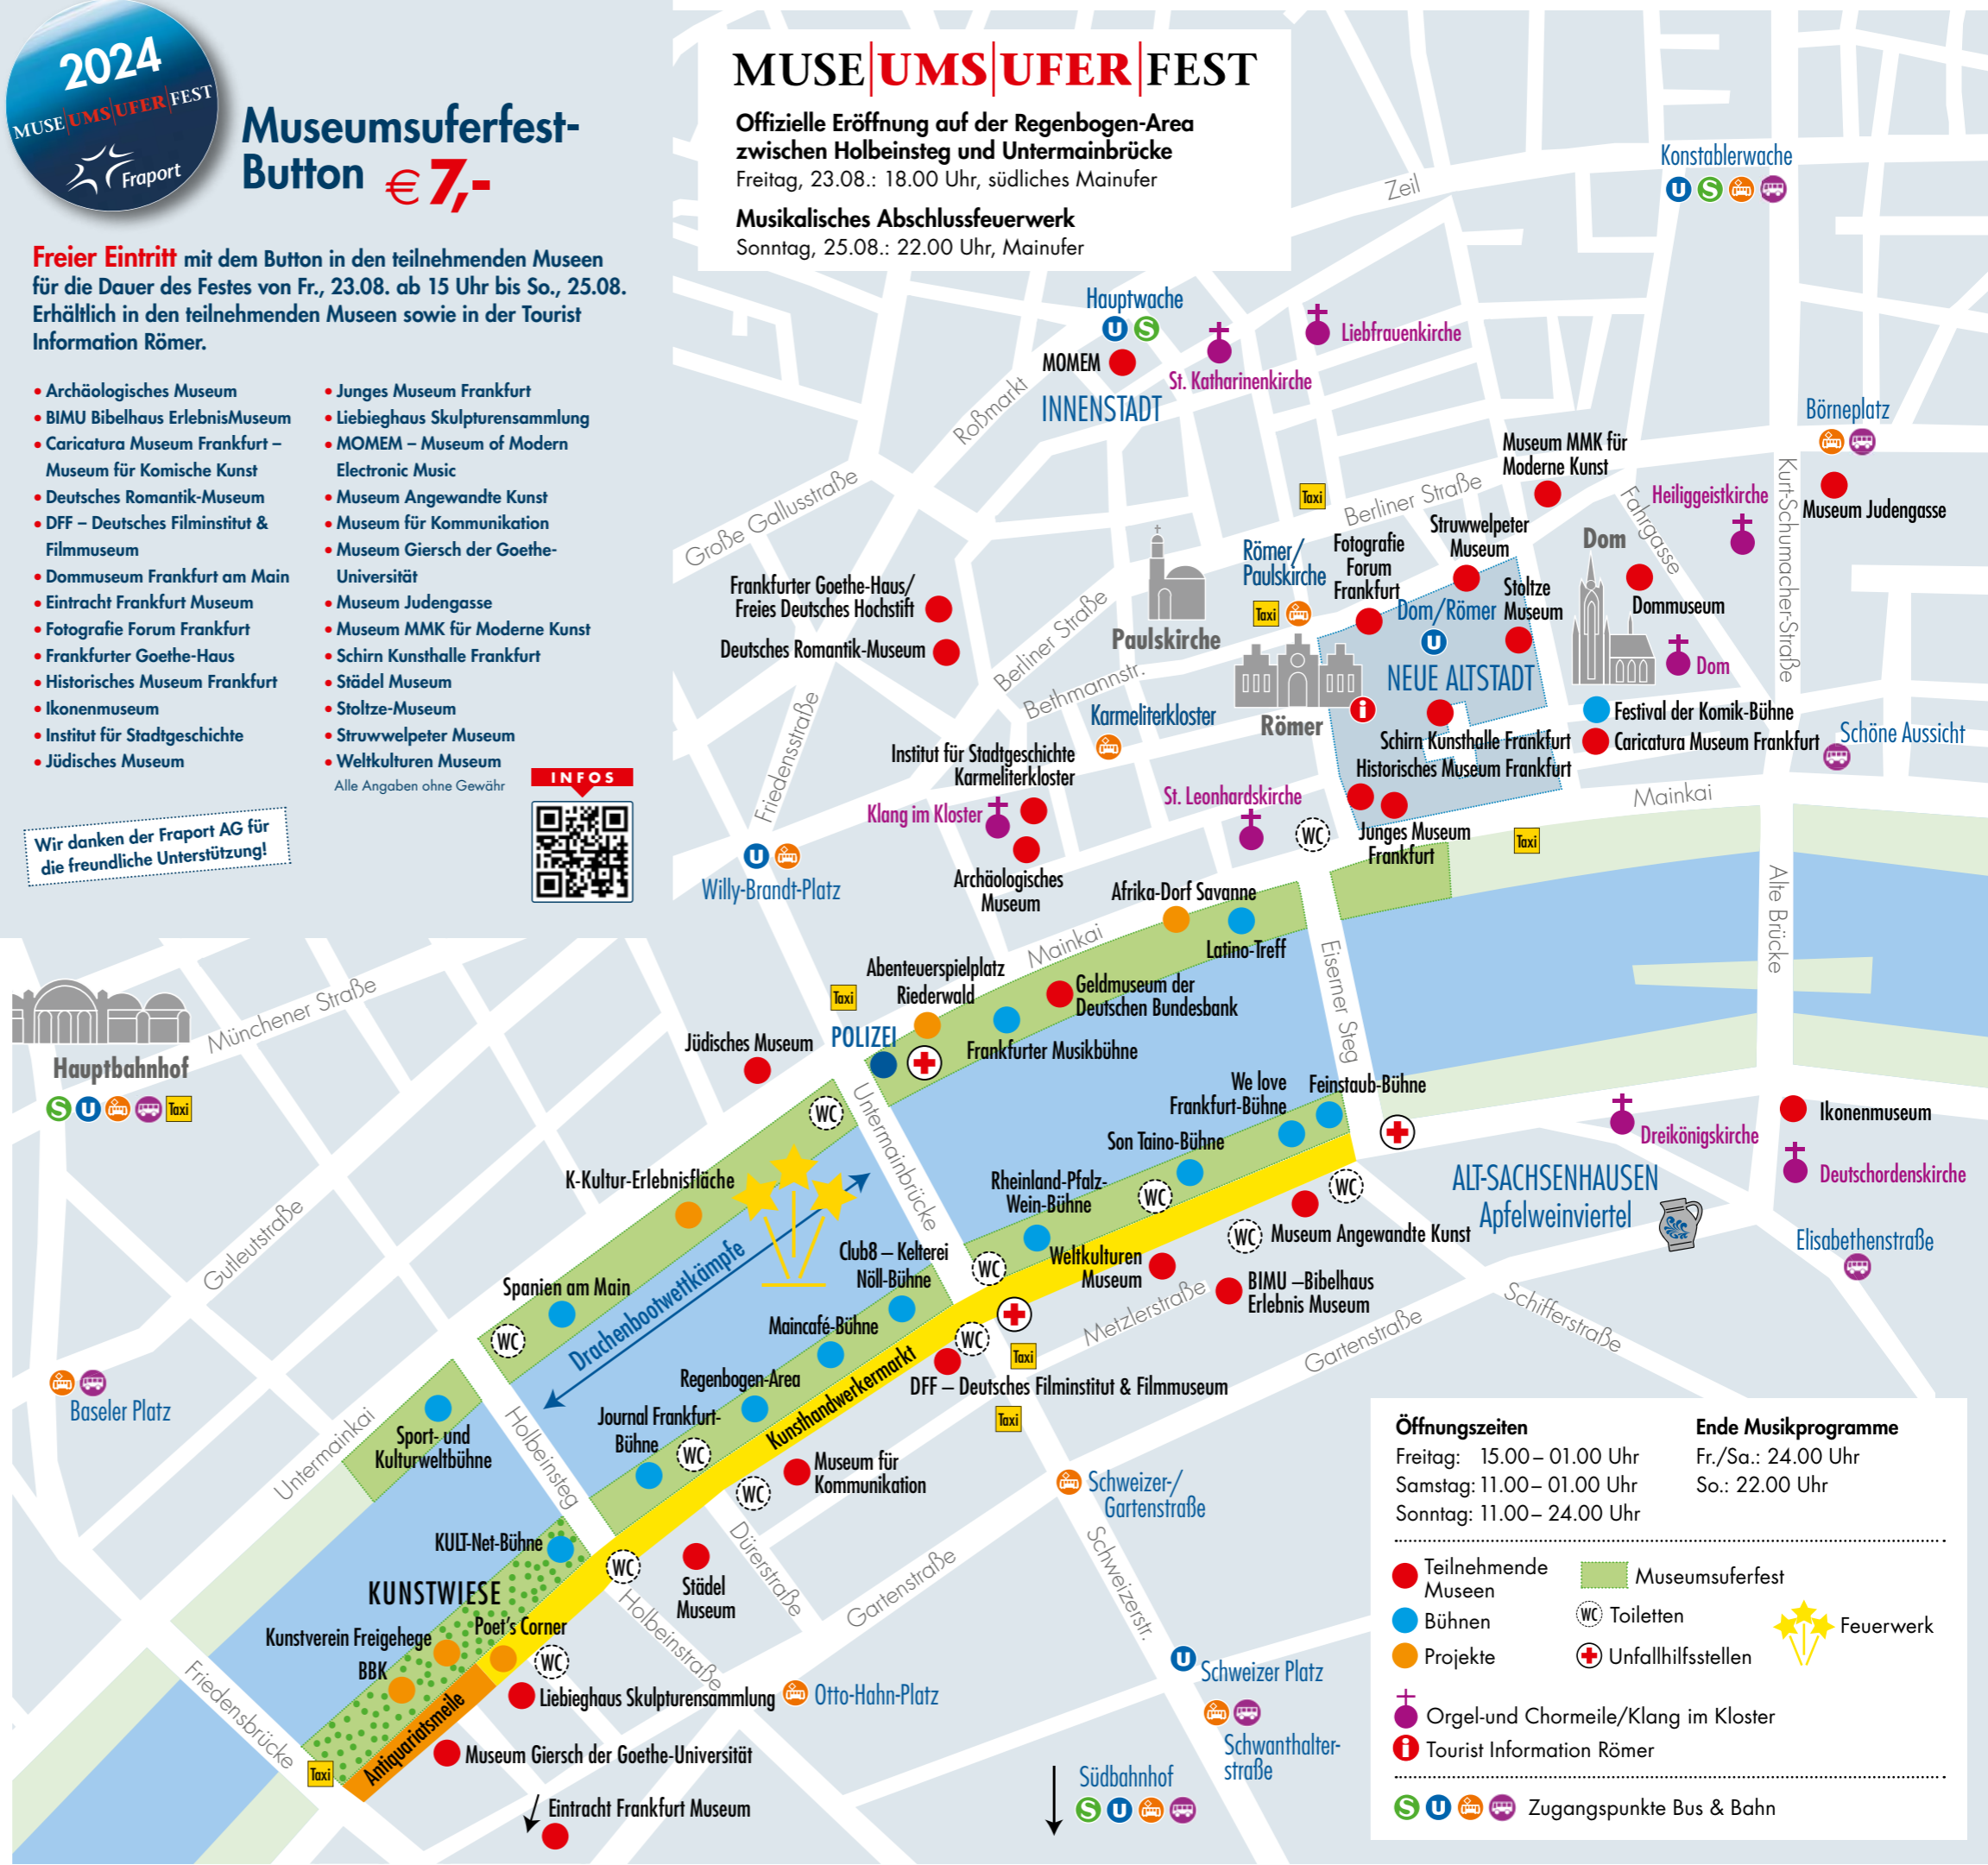 2024
MUSE|UMS|UFER|FEST
Fraport
Museumsuferfest-
Button € 7,-
Freier Eintritt mit dem Button in den teilnehmenden Museen
für die Dauer des Festes von Fr., 23.08. ab 15 Uhr bis So., 25.08.
Erhältlich in den teilnehmenden Museen sowie in der Tourist
Information Römer.
• Archäologisches Museum
• BIMU Bibelhaus ErlebnisMuseum
• Caricatura Museum Frankfurt –
Museum für Komische Kunst
• Deutsches Romantik-Museum
• DFF – Deutsches Filminstitut &
Filmmuseum
• Dommuseum Frankfurt am Main
• Eintracht Frankfurt Museum
• Fotografie Forum Frankfurt
• Frankfurter Goethe-Haus
• Historisches Museum Frankfurt
• Ikonenmuseum
• Institut für Stadtgeschichte
• Jüdisches Museum
• Junges Museum Frankfurt
• Liebieghaus Skulpturensammlung
• MOMEM – Museum of Modern
Electronic Music
• Museum Angewandte Kunst
• Museum für Kommunikation
• Museum Giersch der Goethe-
Universität
• Museum Judengasse
• Museum MMK für Moderne Kunst
• Schirn Kunsthalle Frankfurt
• Städel Museum
• Stoltze-Museum
• Struwwelpeter Museum
• Weltkulturen Museum
Alle Angaben ohne Gewähr
INFOS
Wir danken der Fraport AG für
die freundliche Unterstützung!
MUSE|UMS|UFER|FEST
Offizielle Eröffnung auf der Regenbogen-Area
zwischen Holbeinsteg und Untermainbrücke
Freitag, 23.08.: 18.00 Uhr, südliches Mainufer
Musikalisches Abschlussfeuerwerk
Sonntag, 25.08.: 22.00 Uhr, Mainufer
Zeil
Konstablerwache
U S
Hauptwache
U S
MOMEM
INNENSTADT
St. Katharinenkirche
Liebfrauenkirche
Roßmarkt
Große Gallusstraße
Börneplatz
Museum Judengasse
Kurt-Schumacher-Straße
Museum MMK für
Moderne Kunst
Heiliggeistkirche
Fahrgasse
Taxi
Berliner Straße
Struwwelpeter
Museum
Fotografie
Forum
Frankfurt
Römer/
Paulskirche
Taxi
Dom
Dommuseum
Dom
Stoltze
Museum
Dom/Römer
U
NEUE ALTSTADT
Paulskirche
Römer
i
Frankfurter Goethe-Haus/
Freies Deutsches Hochstift
Deutsches Romantik-Museum
Berliner Straße
Bethmannstr.
Friedensstraße
Karmeliterkloster
Institut für Stadtgeschichte
Karmeliterkloster
Klang im Kloster
Archäologisches
Museum
St. Leonhardskirche
WC
Schirn Kunsthalle Frankfurt
Historisches Museum Frankfurt
Junges Museum
Frankfurt
Festival der Komik-Bühne
Caricatura Museum Frankfurt
Schöne Aussicht
Mainkai
Taxi
Alte Brücke
U
Willy-Brandt-Platz
Afrika-Dorf Savanne
Latino-Treff
Mainkai
Eiserner Steg
Abenteuerspielplatz
Riederwald
Geldmuseum der
Deutschen Bundesbank
Frankfurter Musikbühne
Taxi
POLIZEI
Jüdisches Museum
Untermainbrücke
WC
Hauptbahnhof
S U Taxi
Münchener Straße
Gutleutstraße
Baseler Platz
Untermainkai
K-Kultur-Erlebnisfläche
Spanien am Main
WC
Drachenbootwettkämpfe
Sport- und
Kulturweltbühne
Holbeinsteg
We love
Frankfurt-Bühne
Feinstaub-Bühne
Son Taino-Bühne
Rheinland-Pfalz-
Wein-Bühne
WC
WC
WC
WC
Weltkulturen
Museum
Museum Angewandte Kunst
BIMU –Bibelhaus
Erlebnis Museum
Metzlerstraße
Gartenstraße
Schifferstraße
Dreikönigskirche
Ikonenmuseum
Deutschordenskirche
ALT-SACHSENHAUSEN
Apfelweinviertel
Elisabethenstraße
Club8 – Kelterei
Nöll-Bühne
Maincafé-Bühne
Regenbogen-Area
Journal Frankfurt-
Bühne
WC
Kunsthandwerkermarkt
WC
Taxi
DFF – Deutsches Filminstitut & Filmmuseum
Taxi
Museum für
Kommunikation
WC
Schweizer-/
Gartenstraße
Schweizerstr.
Dürerstraße
Gartenstraße
KULT-Net-Bühne
WC
Städel
Museum
Holbeinstraße
KUNSTWIESE
Kunstverein Freigehege
Poet's Corner
BBK
WC
Liebieghaus Skulpturensammlung
Otto-Hahn-Platz
Antiquariatsmeile
Friedensbrücke
Taxi
Museum Giersch der Goethe-Universität
Eintracht Frankfurt Museum
U Schweizer Platz
Schwanthaler-
straße
Südbahnhof
S U
Öffnungszeiten
Freitag: 15.00 – 01.00 Uhr
Samstag: 11.00 – 01.00 Uhr
Sonntag: 11.00 – 24.00 Uhr
Ende Musikprogramme
Fr./Sa.: 24.00 Uhr
So.: 22.00 Uhr
Teilnehmende
Museen
Bühnen
Projekte
Museumsuferfest
WC Toiletten
Unfallhilfsstellen
Feuerwerk
Orgel-und Chormeile/Klang im Kloster
i Tourist Information Römer
S U Zugangspunkte Bus & Bahn